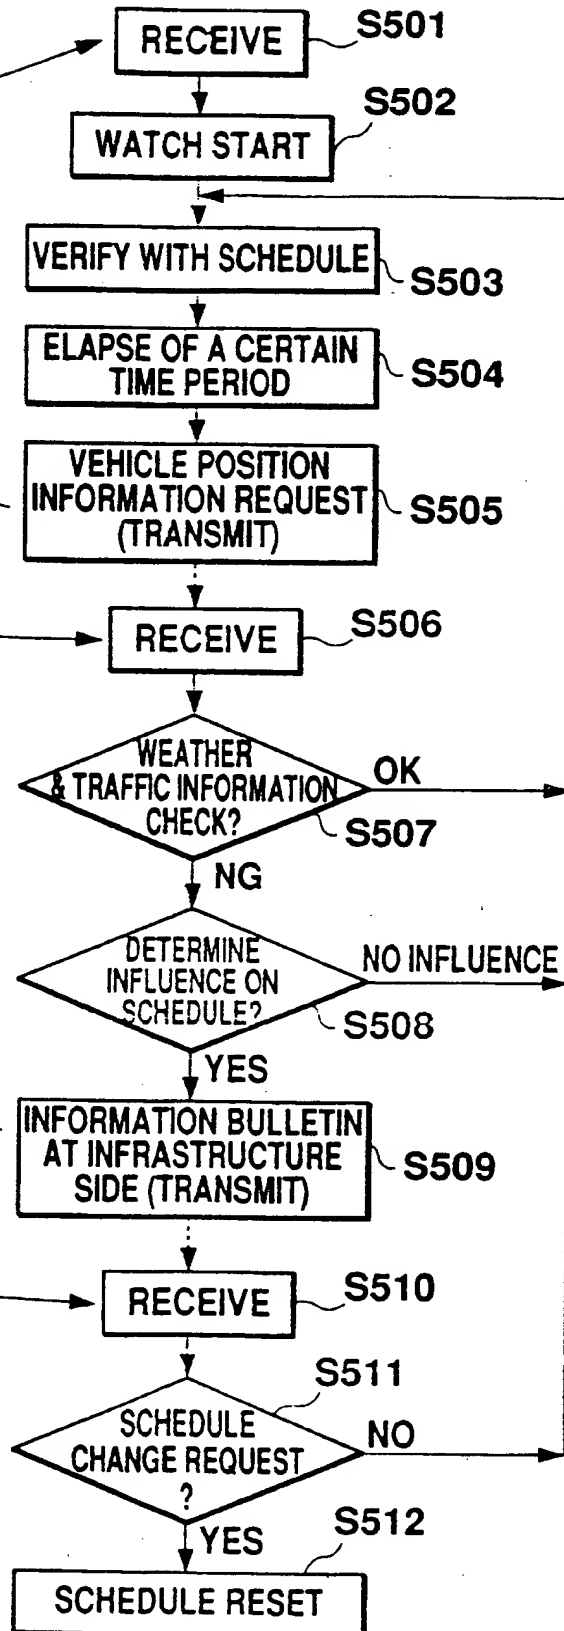 RECEIVE
S501
S502
WATCH START
VERIFY WITH SCHEDULE
S503
ELAPSE OF A CERTAIN
TIME PERIOD
S504
VEHICLE POSITION
INFORMATION REQUEST
(TRANSMIT)
S505
RECEIVE
S506
WEATHER
& TRAFFIC INFORMATION
CHECK?
OK
S507
NG
DETERMINE
INFLUENCE ON
SCHEDULE?
NO INFLUENCE
S508
YES
INFORMATION BULLETIN
AT INFRASTRUCTURE
SIDE (TRANSMIT)
S509
RECEIVE
S510
S511
SCHEDULE
CHANGE REQUEST
?
NO
YES
S512
SCHEDULE RESET